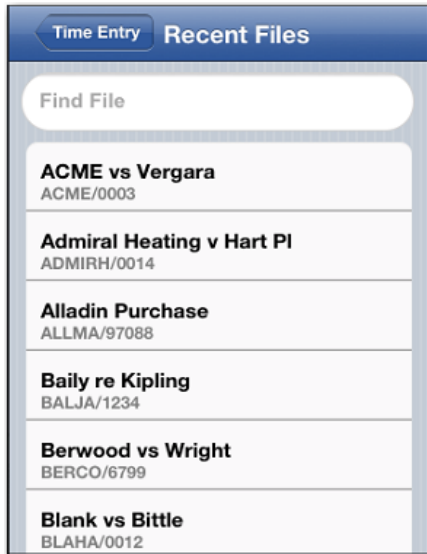 Time Entry Recent Files
Find File
ACME vs Vergara
ACME/0003
Admiral Heating v Hart Pl
ADMIRH/0014
Alladin Purchase
ALLMA/97088
Baily re Kipling
BALJA/1234
Berwood vs Wright
BERCO/6799
Blank vs Bittle
BLAHA/0012